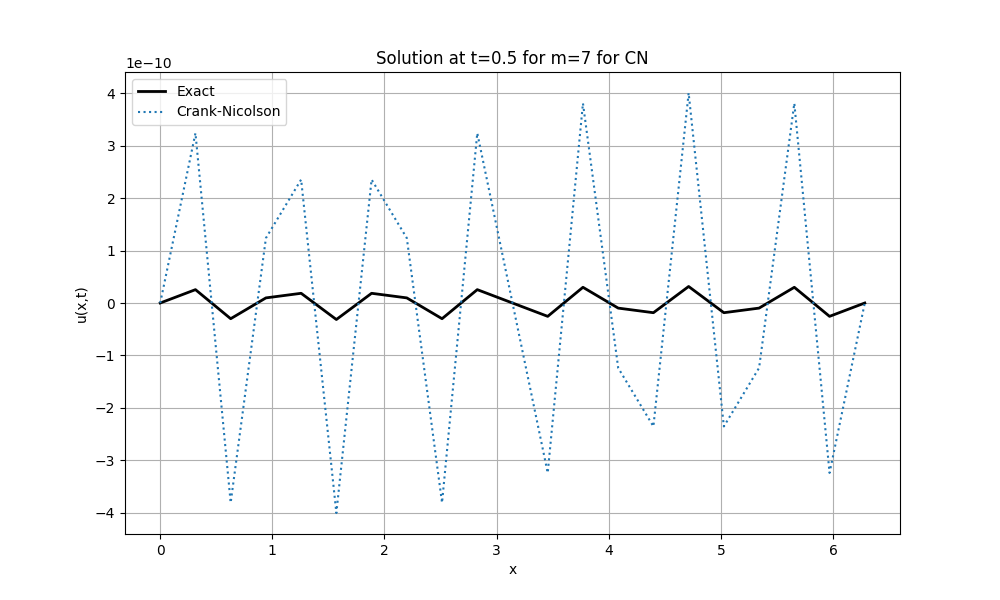 Solution at t=0.5 for m=7 for CN
1e−10
Exact
Crank-Nicolson
4
3
2
1
0
−1
−2
−3
−4
u(x,t)
0 1 2 3 4 5 6
x